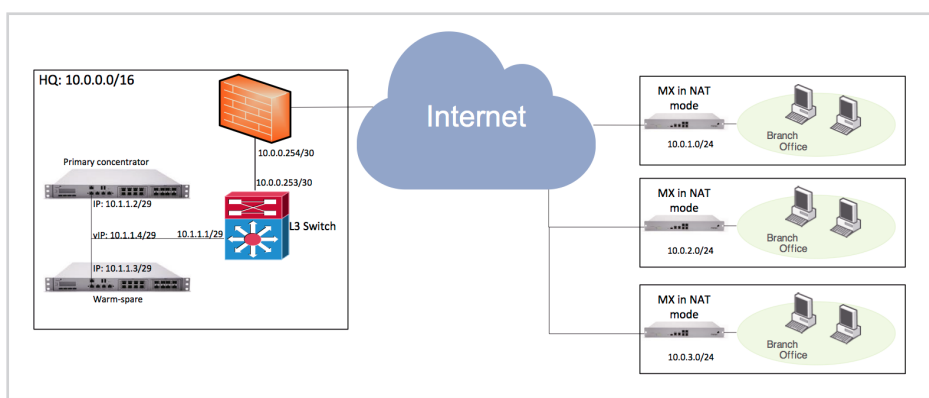 HQ: 10.0.0.0/16
10.0.0.254/30
Primary concentrator
10.0.0.253/30
IP: 10.1.1.2/29
L3 Switch
vIP: 10.1.1.4/29
10.1.1.1/29
IP: 10.1.1.3/29
Warm-spare
Internet
MX in NAT
mode
10.0.1.0/24
Branch
Office
MX in NAT
mode
10.0.2.0/24
Branch
Office
MX in NAT
mode
10.0.3.0/24
Branch
Office